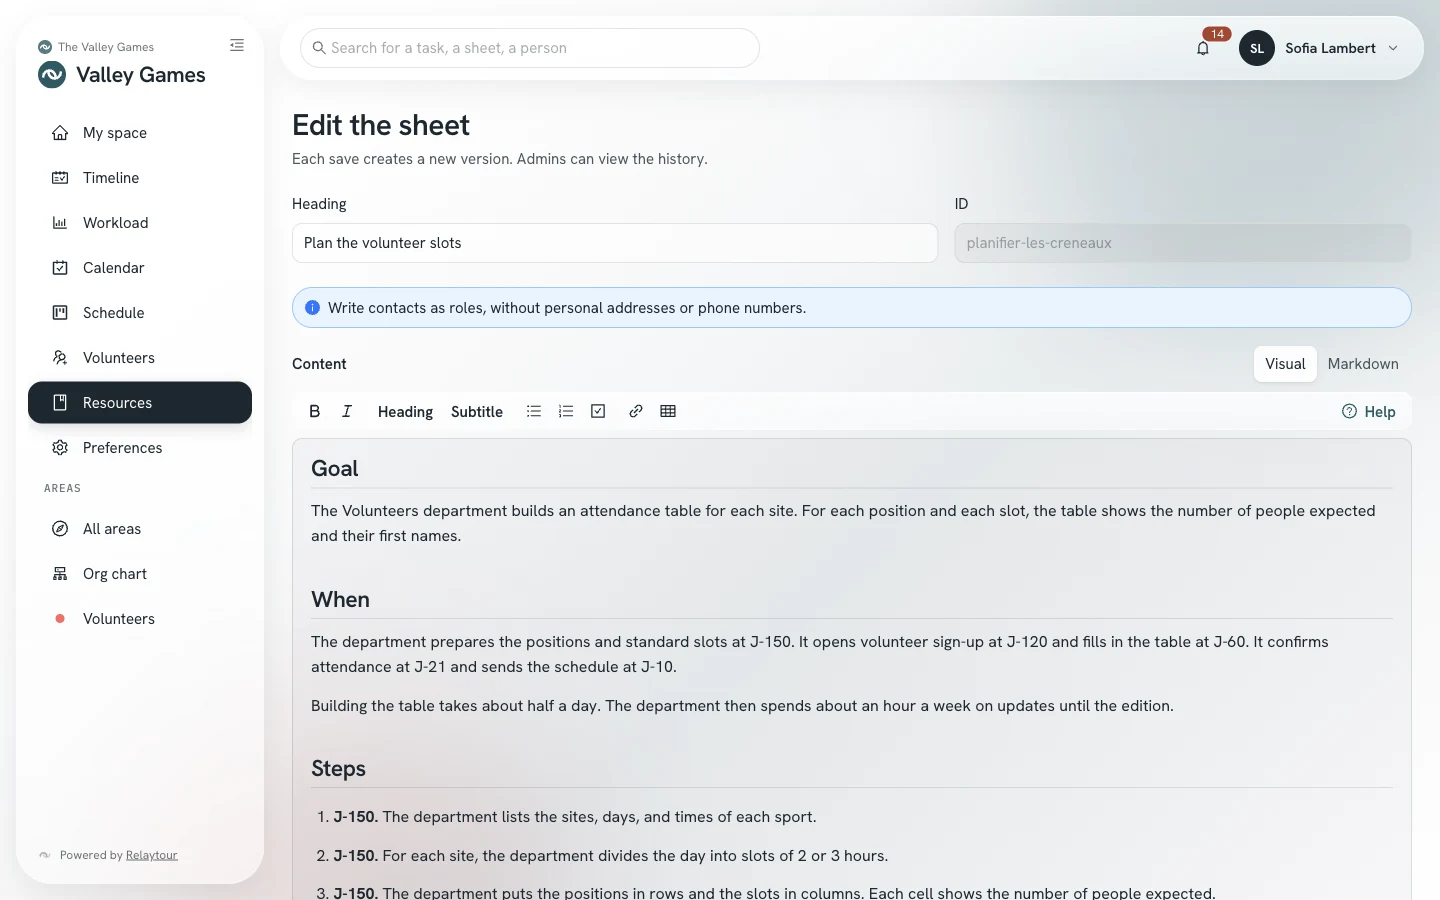 The Valley Games
Valley Games
My space
Timeline
Workload
Calendar
Schedule
Volunteers
Resources
Preferences
AREAS
All areas
Org chart
Volunteers
Powered by Relaytour
Search for a task, a sheet, a person
14
SL
Sofia Lambert
Edit the sheet
Each save creates a new version. Admins can view the history.
Heading
ID
Plan the volunteer slots
planifier-les-creneaux
Write contacts as roles, without personal addresses or phone numbers.
Content
Visual
Markdown
B I Heading Subtitle
Help
Goal
The Volunteers department builds an attendance table for each site. For each position and each slot, the table shows the number of people expected
and their first names.
When
The department prepares the positions and standard slots at J-150. It opens volunteer sign-up at J-120 and fills in the table at J-60. It confirms
attendance at J-21 and sends the schedule at J-10.
Building the table takes about half a day. The department then spends about an hour a week on updates until the edition.
Steps
1. J-150. The department lists the sites, days, and times of each sport.
2. J-150. For each site, the department divides the day into slots of 2 or 3 hours.
3. J-150. The department puts the positions in rows and the slots in columns. Each cell shows the number of people expected.